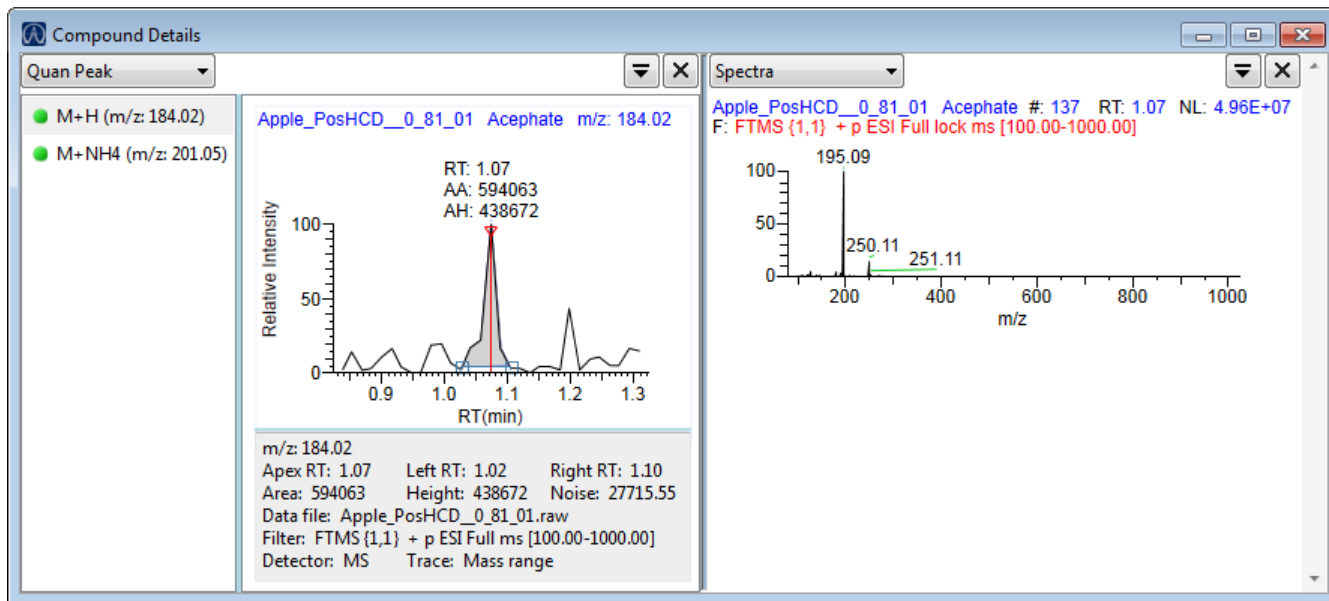 Compound Details
Quan Peak
M+H (m/z: 184.02)
M+NH4 (m/z: 201.05)
Apple_PosHCD__0_81_01 Acephate m/z: 184.02
RT: 1.07
AA: 594063
AH: 438672
Relative Intensity
100
50
0
0.9 1.0 1.1 1.2 1.3
RT(min)
m/z: 184.02
Apex RT: 1.07 Left RT: 1.02 Right RT: 1.10
Area: 594063 Height: 438672 Noise: 27715.55
Data file: Apple_PosHCD__0_81_01.raw
Filter: FTMS {1,1} + p ESI Full ms [100.00-1000.00]
Detector: MS Trace: Mass range
Spectra
Apple_PosHCD__0_81_01 Acephate #: 137 RT: 1.07 NL: 4.96E+07
F: FTMS {1,1} + p ESI Full lock ms [100.00-1000.00]
195.09
100
50
250.11
251.11
0
200 400 600 800 1000
m/z